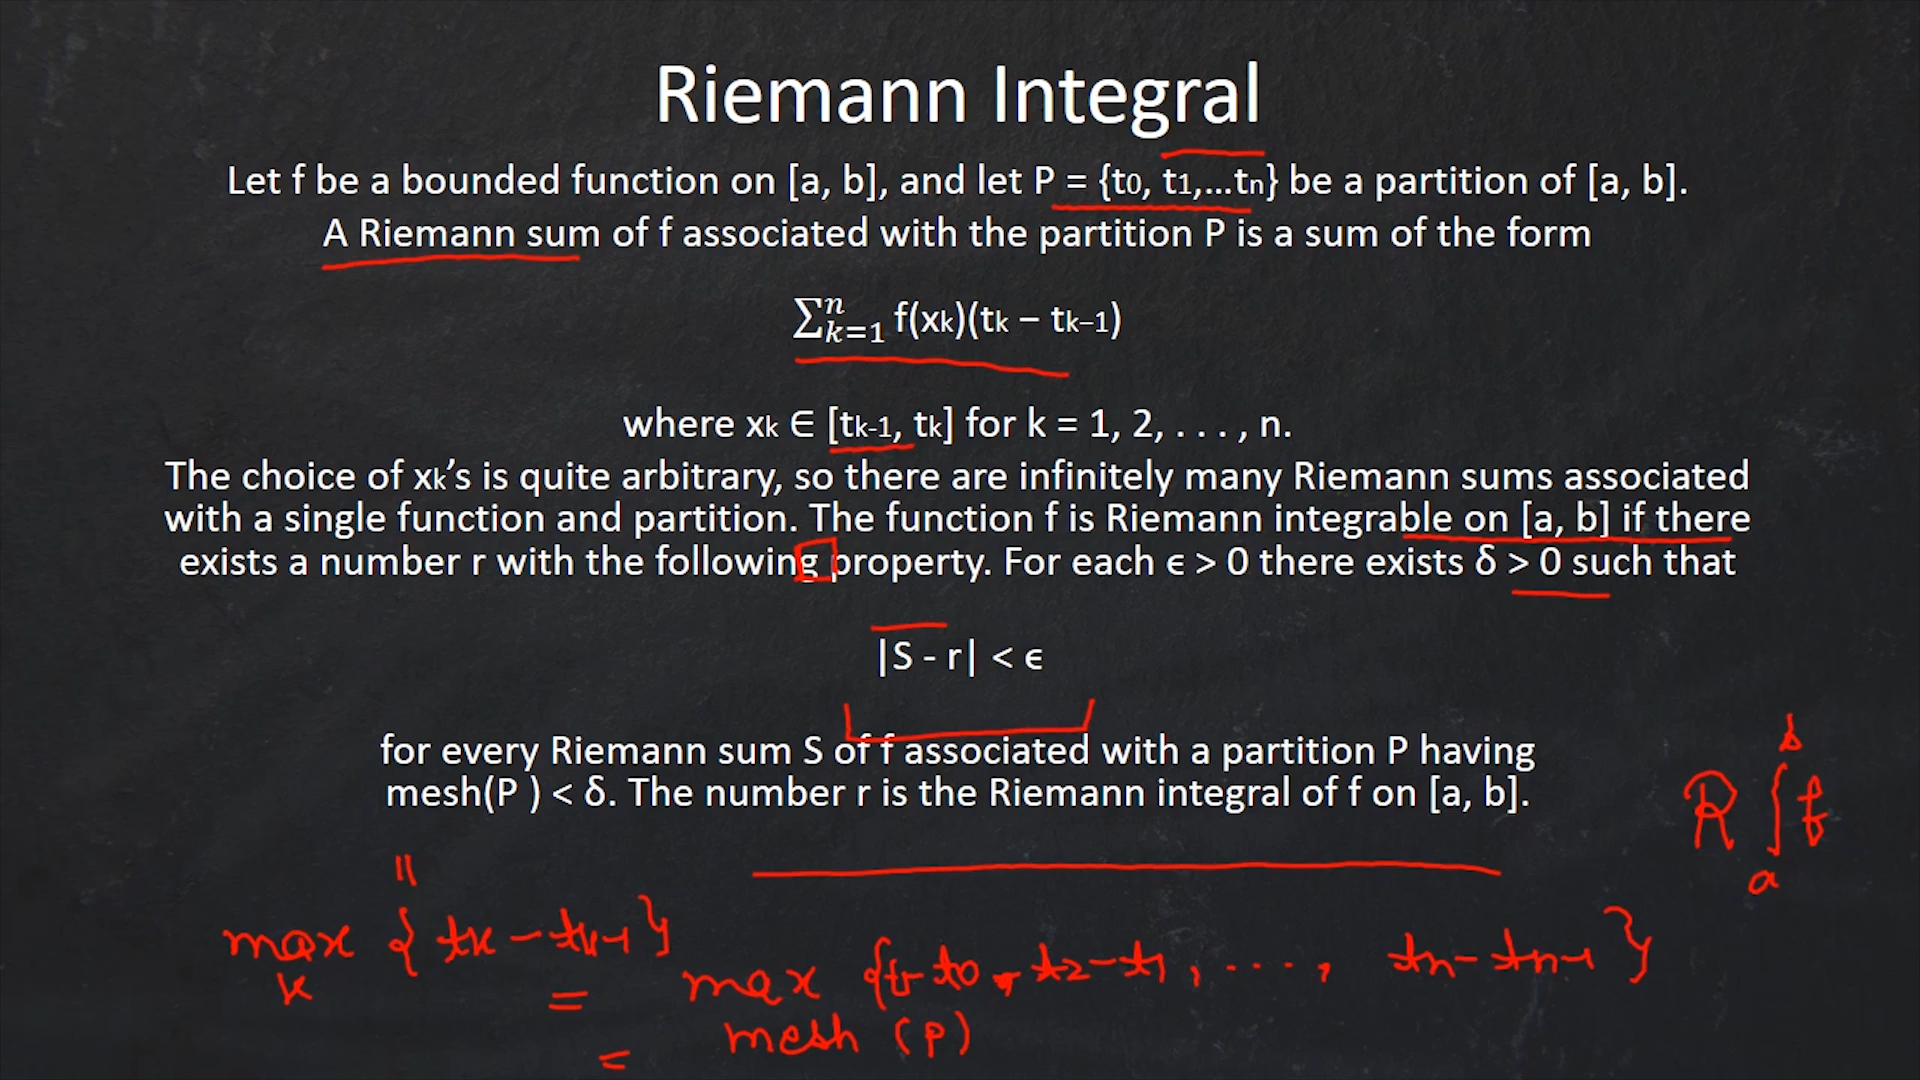 Riemann Integral
Let f be a bounded function on [a, b], and let P = {t0, t1,...tn} be a partition of [a, b].
A Riemann sum of f associated with the partition P is a sum of the form
∑ⁿₖ₌₁ f(xk)(tk – tk–1)
where xk ∈ [tk-1, tk] for k = 1, 2, . . . , n.
The choice of xk’s is quite arbitrary, so there are infinitely many Riemann sums associated
with a single function and partition. The function f is Riemann integrable on [a, b] if there
exists a number r with the following property. For each ϵ > 0 there exists δ > 0 such that
|S - r| < ϵ
for every Riemann sum S of f associated with a partition P having
mesh(P ) < δ. The number r is the Riemann integral of f on [a, b].
b
R ∫ f
a
=
max { tk - tk-1 }
k
= max { t1- t0 , t2 - t1 , ..., tn - tn-1 }
= mesh (P)